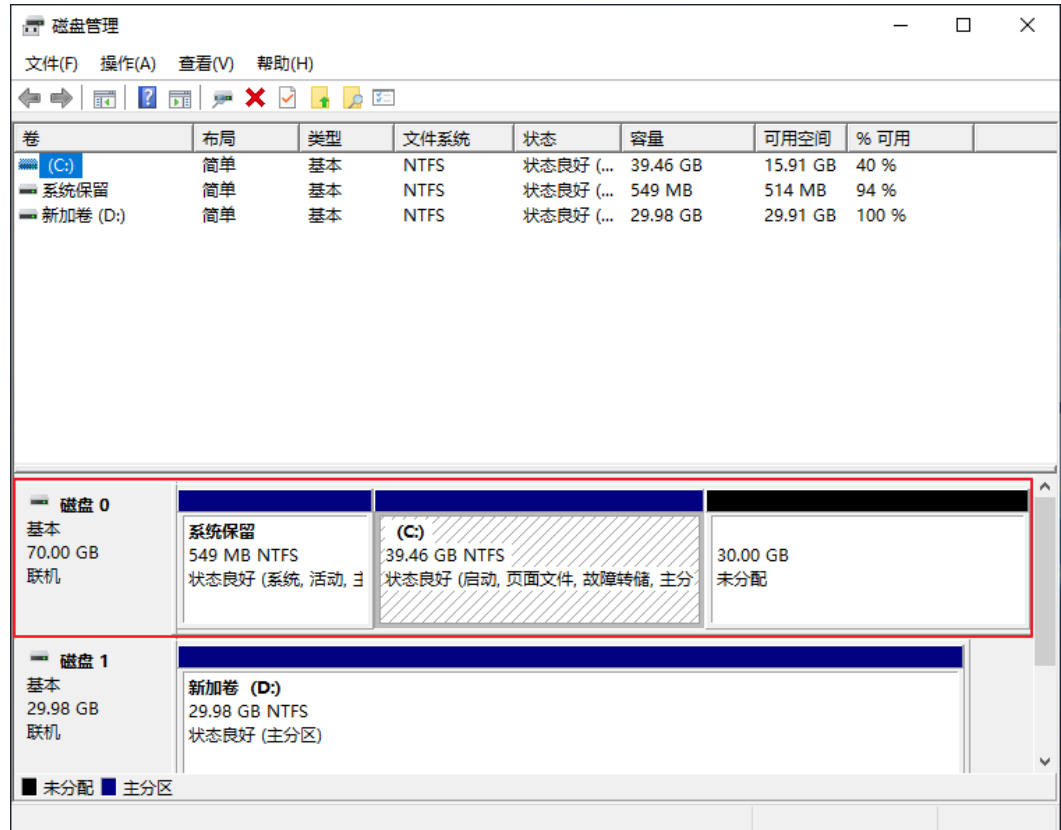 磁盘管理
文件(F) 操作(A) 查看(V) 帮助(H)
卷 布局 类型 文件系统 状态 容量 可用空间 % 可用
(C:) 简单 基本 NTFS 状态良好 (... 39.46 GB 15.91 GB 40 %
系统保留 简单 基本 NTFS 状态良好 (... 549 MB 514 MB 94 %
新加卷 (D:) 简单 基本 NTFS 状态良好 (... 29.98 GB 29.91 GB 100 %
磁盘 0
基本
70.00 GB
联机
系统保留
549 MB NTFS
状态良好 (系统, 活动, 主
(C:)
39.46 GB NTFS
状态良好 (启动, 页面文件, 故障转储, 主分
30.00 GB
未分配
磁盘 1
基本
29.98 GB
联机
新加卷 (D:)
29.98 GB NTFS
状态良好 (主分区)
未分配 主分区